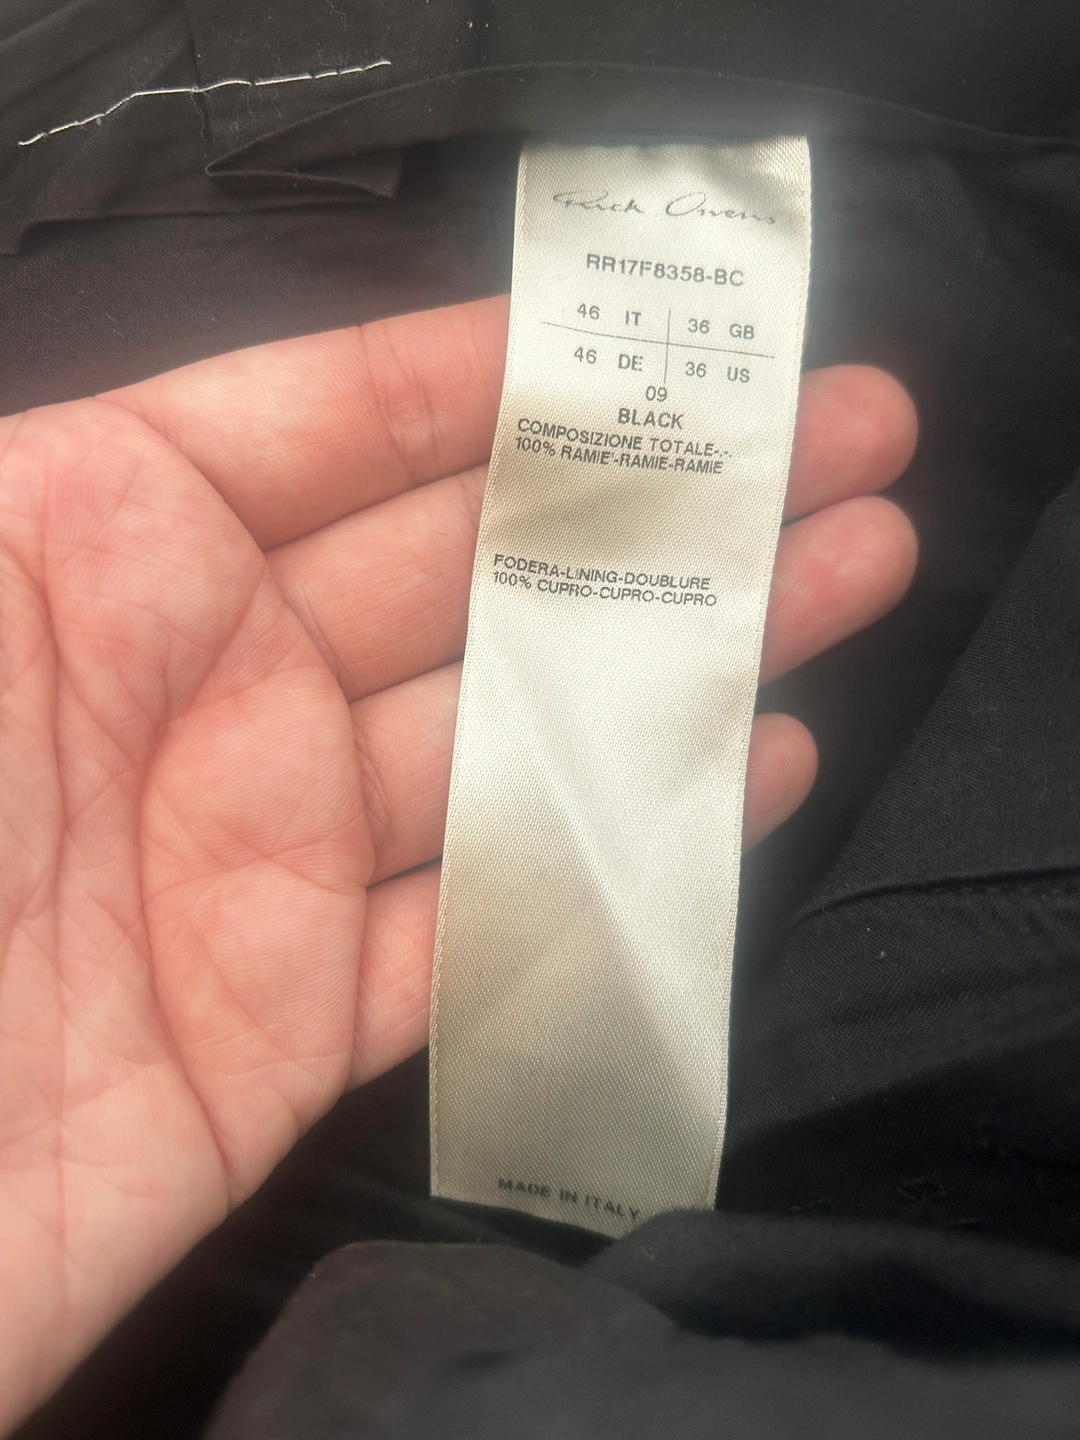 Rick Owens
RR17F8358-BC
46 IT 36 GB
46 DE 36 US
09
BLACK
COMPOSIZIONE TOTALE-.-.
100% RAMIE'-RAMIE-RAMIE
FODERA-LINING-DOUBLURE
100% CUPRO-CUPRO-CUPRO
MADE IN ITALY